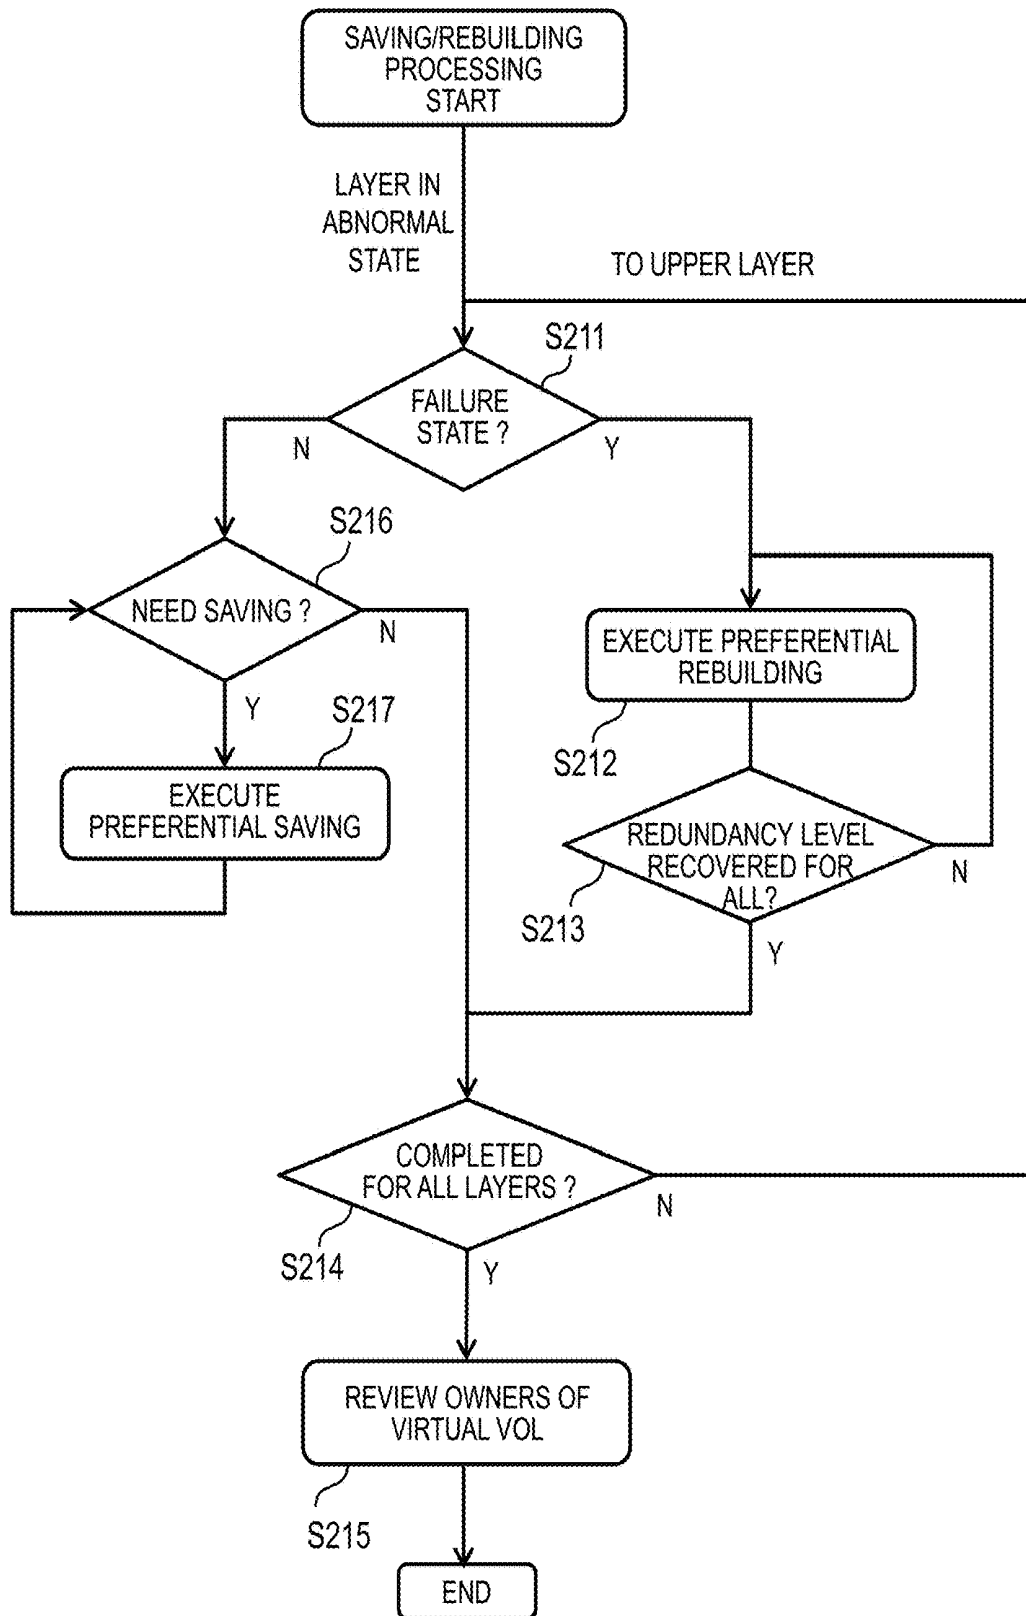 SAVING/REBUILDING
PROCESSING
START
LAYER IN
ABNORMAL
STATE
TO UPPER LAYER
S211
FAILURE
STATE ?
N
Y
S216
NEED SAVING ?
N
Y
S217
EXECUTE
PREFERENTIAL SAVING
EXECUTE PREFERENTIAL
REBUILDING
S212
REDUNDANCY LEVEL
RECOVERED FOR
ALL?
N
S213
Y
COMPLETED
FOR ALL LAYERS ?
N
S214
Y
REVIEW OWNERS OF
VIRTUAL VOL
S215
END